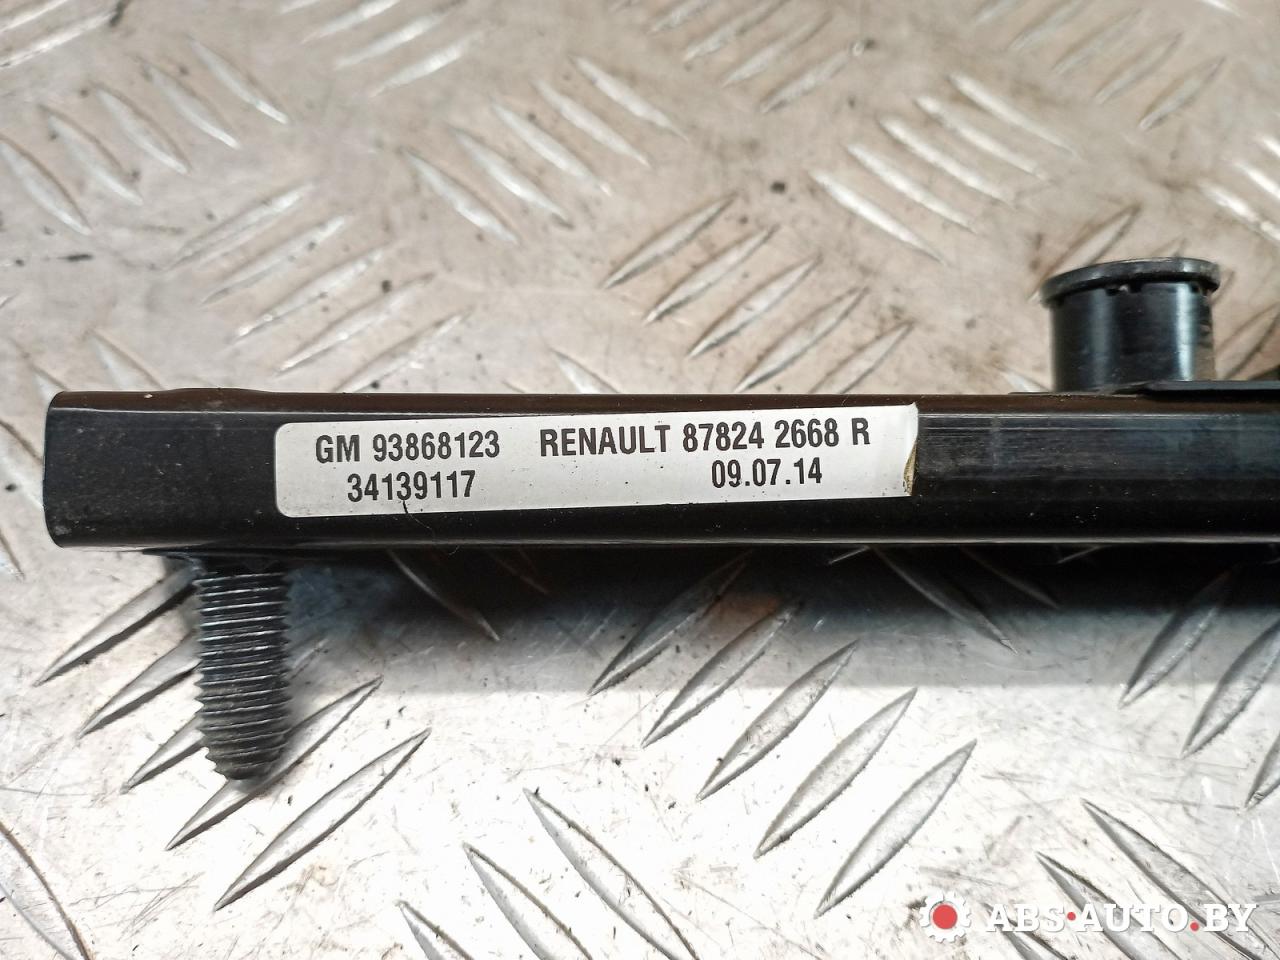 GM 93868123 RENAULT 87824 2668 R
34139117 09.07.14
ABS-AUTO.BY